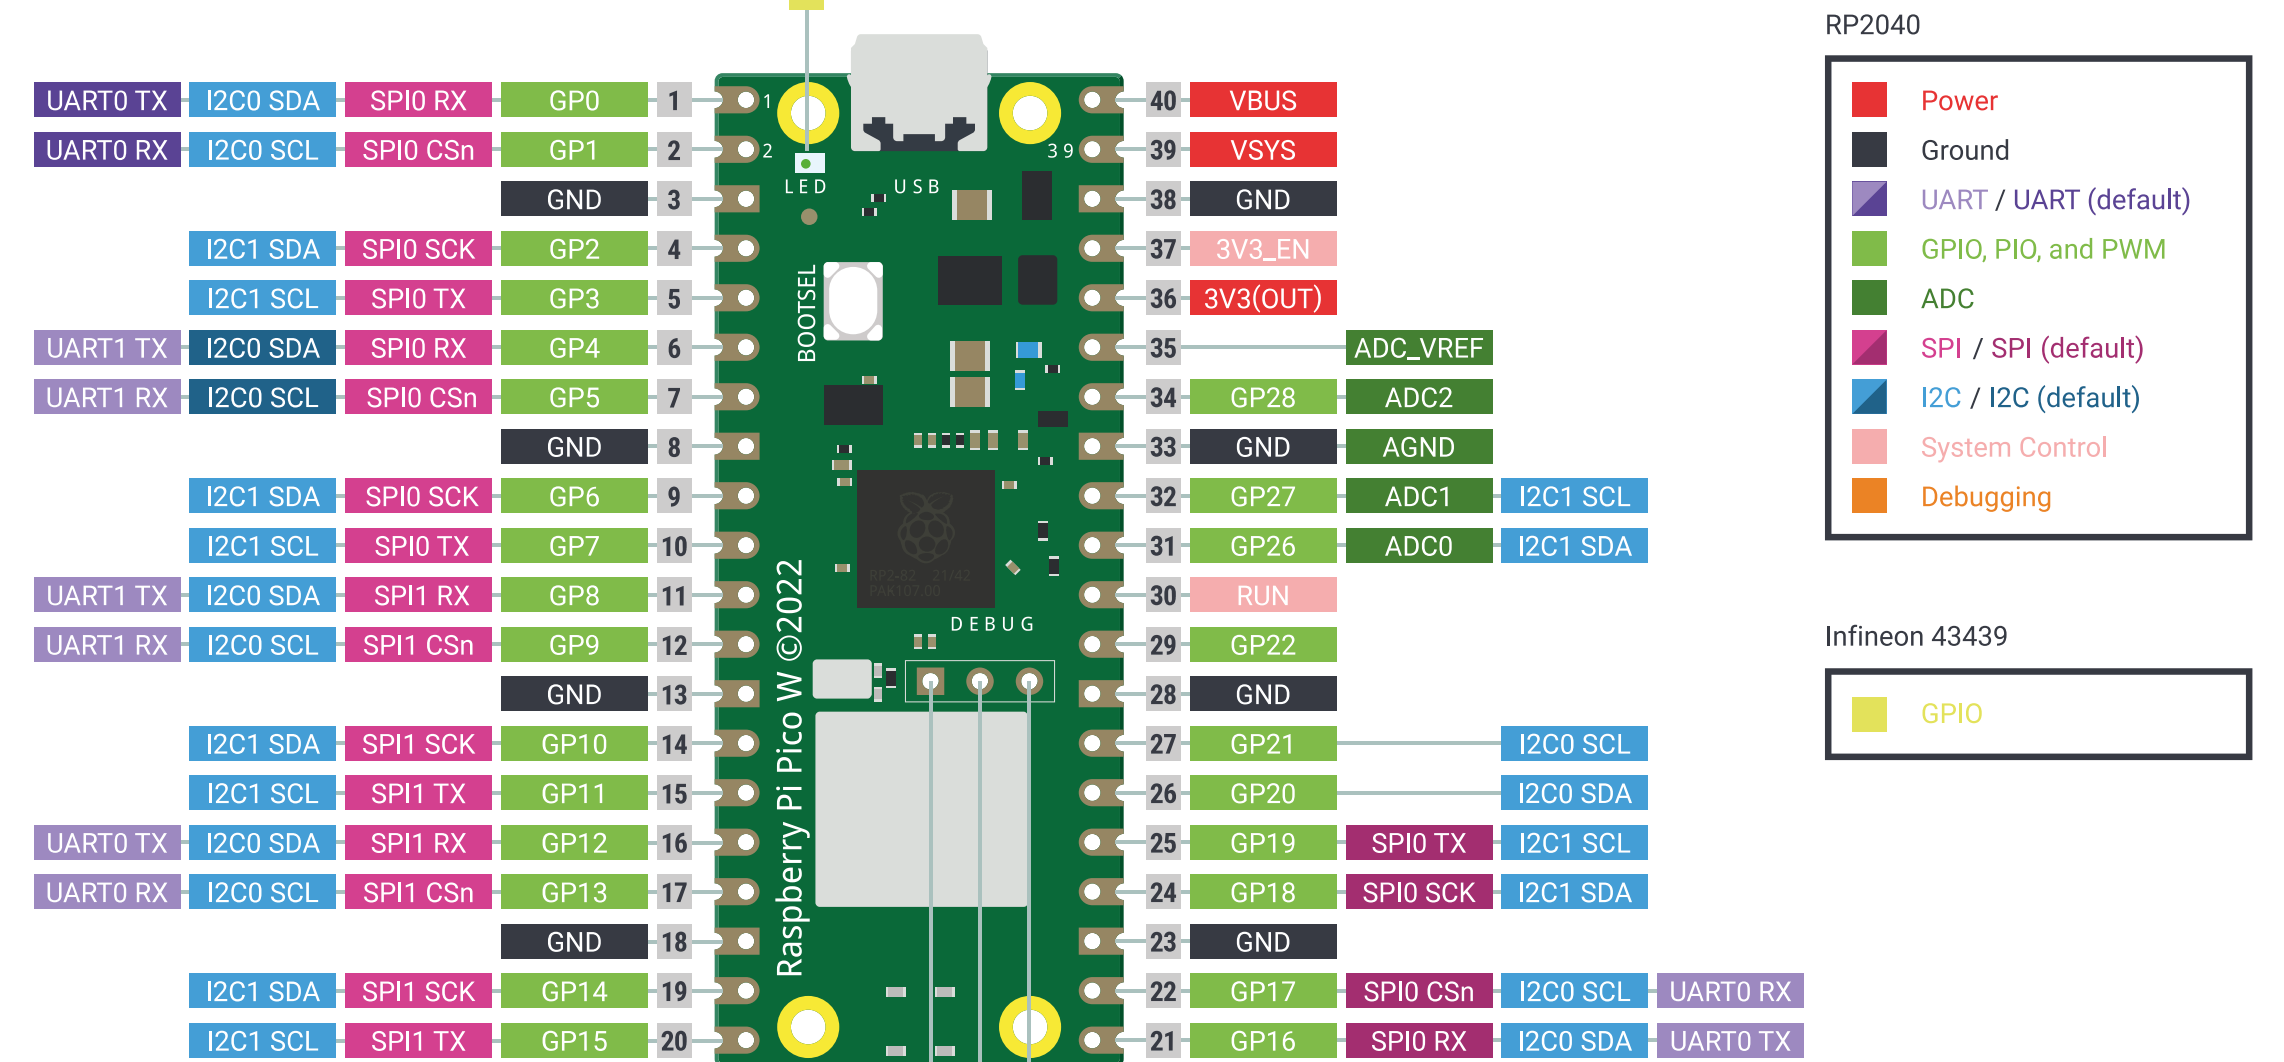 RP2040
UART0 TX I2C0 SDA SPI0 RX GP0 1 1 40 VBUS Power
UART0 RX I2C0 SCL SPI0 CSn GP1 2 2 39 39 VSYS Ground
LED USB
GND 3 38 GND UART / UART (default)
I2C1 SDA SPI0 SCK GP2 4 37 3V3_EN GPIO, PIO, and PWM
I2C1 SCL SPI0 TX GP3 5 BOOTSEL 36 3V3(OUT) ADC
UART1 TX I2C0 SDA SPI0 RX GP4 6 35 ADC_VREF SPI / SPI (default)
UART1 RX I2C0 SCL SPI0 CSn GP5 7 34 GP28 ADC2 I2C / I2C (default)
GND 8 33 GND AGND System Control
I2C1 SDA SPI0 SCK GP6 9 32 GP27 ADC1 I2C1 SCL Debugging
I2C1 SCL SPI0 TX GP7 10 31 GP26 ADC0 I2C1 SDA
RP2-B2 21/42
PAK107.00
UART1 TX I2C0 SDA SPI1 RX GP8 11 30 RUN
DEBUG
UART1 RX I2C0 SCL SPI1 CSn GP9 12 29 GP22 Infineon 43439
GND 13 28 GND GPIO
I2C1 SDA SPI1 SCK GP10 14 27 GP21 I2C0 SCL
Raspberry Pi Pico W ©2022
I2C1 SCL SPI1 TX GP11 15 26 GP20 I2C0 SDA
UART0 TX I2C0 SDA SPI1 RX GP12 16 25 GP19 SPI0 TX I2C1 SCL
UART0 RX I2C0 SCL SPI1 CSn GP13 17 24 GP18 SPI0 SCK I2C1 SDA
GND 18 23 GND
I2C1 SDA SPI1 SCK GP14 19 22 GP17 SPI0 CSn I2C0 SCL UART0 RX
I2C1 SCL SPI1 TX GP15 20 21 GP16 SPI0 RX I2C0 SDA UART0 TX